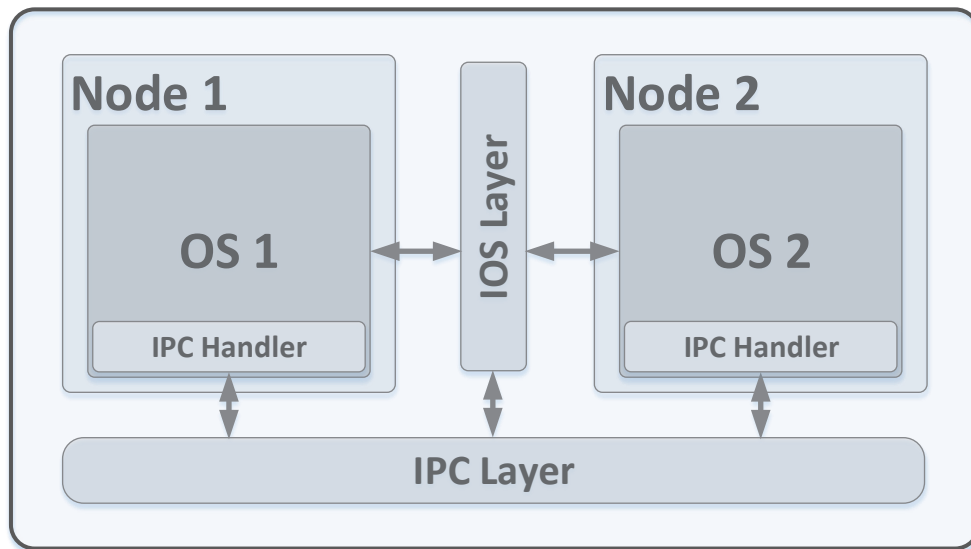 Node 1
OS 1
IPC Handler
IOS Layer
Node 2
OS 2
IPC Handler
IPC Layer